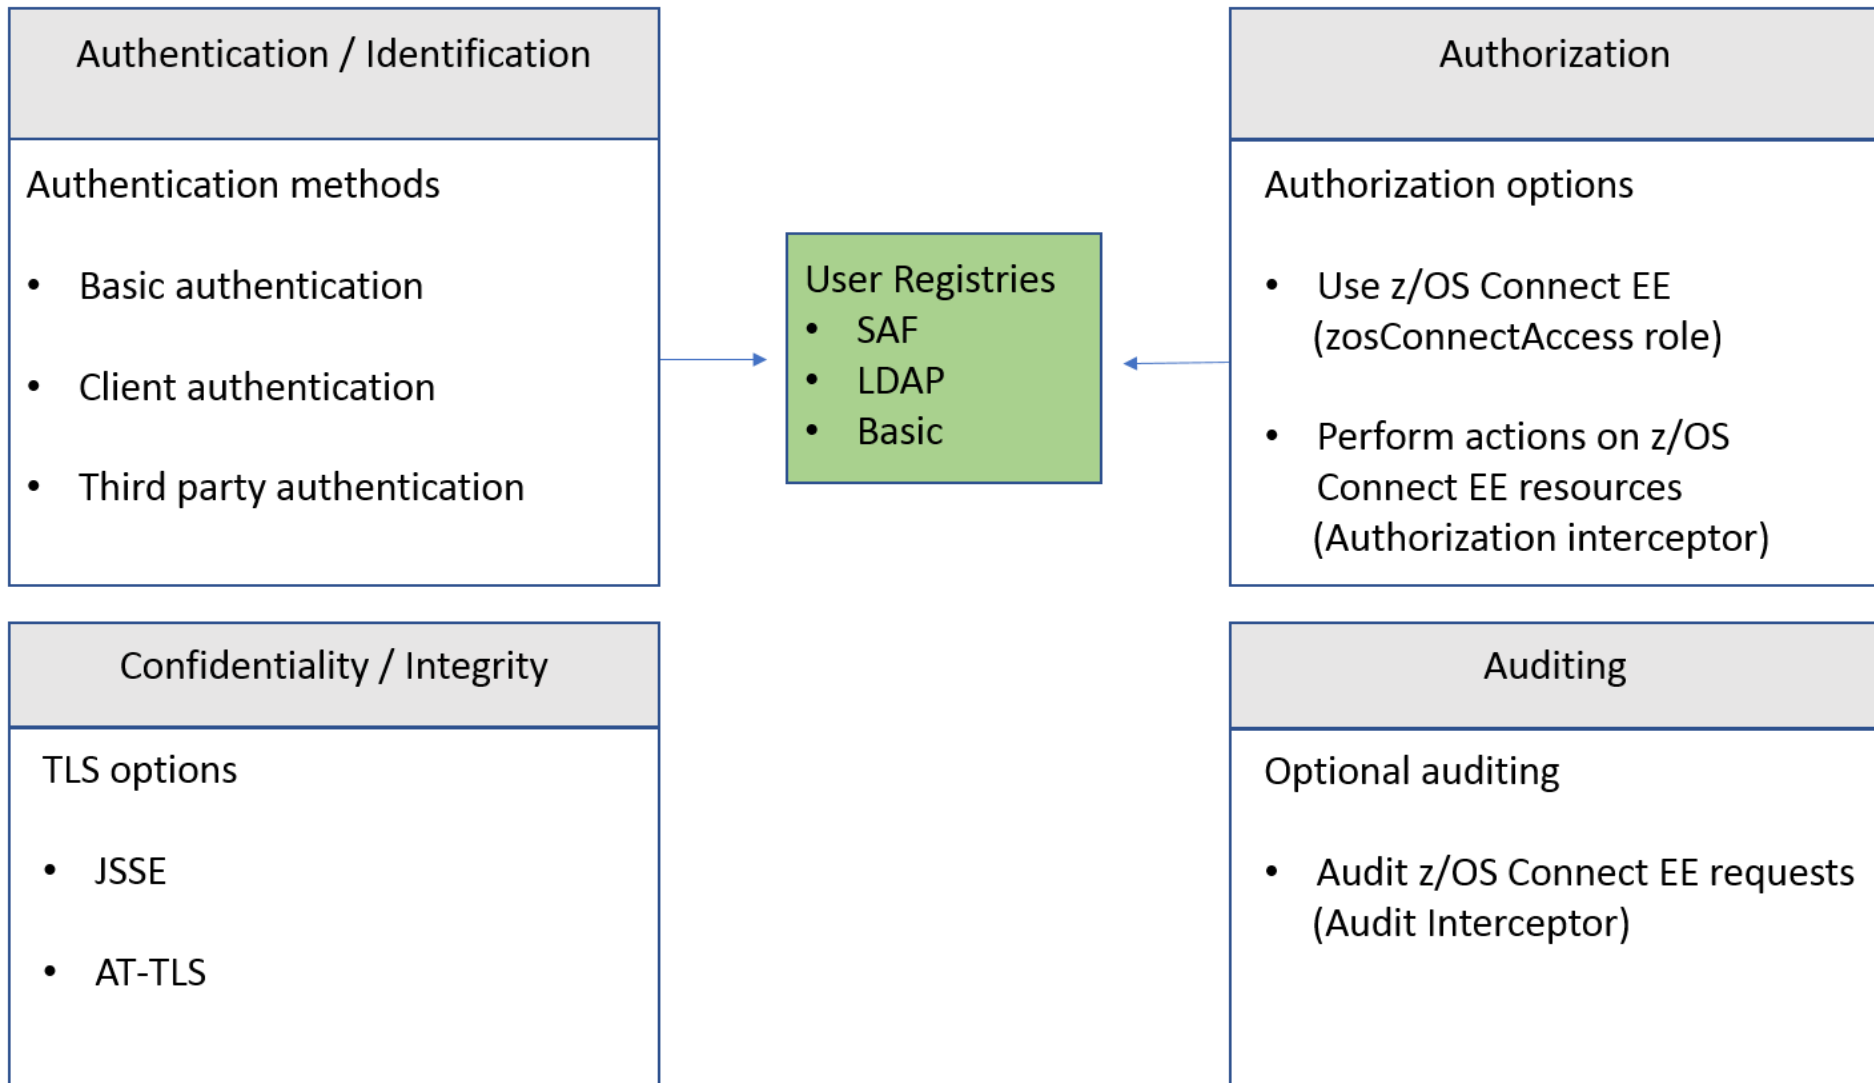 Authentication / Identification
Authentication methods
• Basic authentication
• Client authentication
• Third party authentication
User Registries
• SAF
• LDAP
• Basic
Authorization
Authorization options
• Use z/OS Connect EE
(zosConnectAccess role)
• Perform actions on z/OS
Connect EE resources
(Authorization interceptor)
Confidentiality / Integrity
TLS options
• JSSE
• AT-TLS
Auditing
Optional auditing
• Audit z/OS Connect EE requests
(Audit Interceptor)